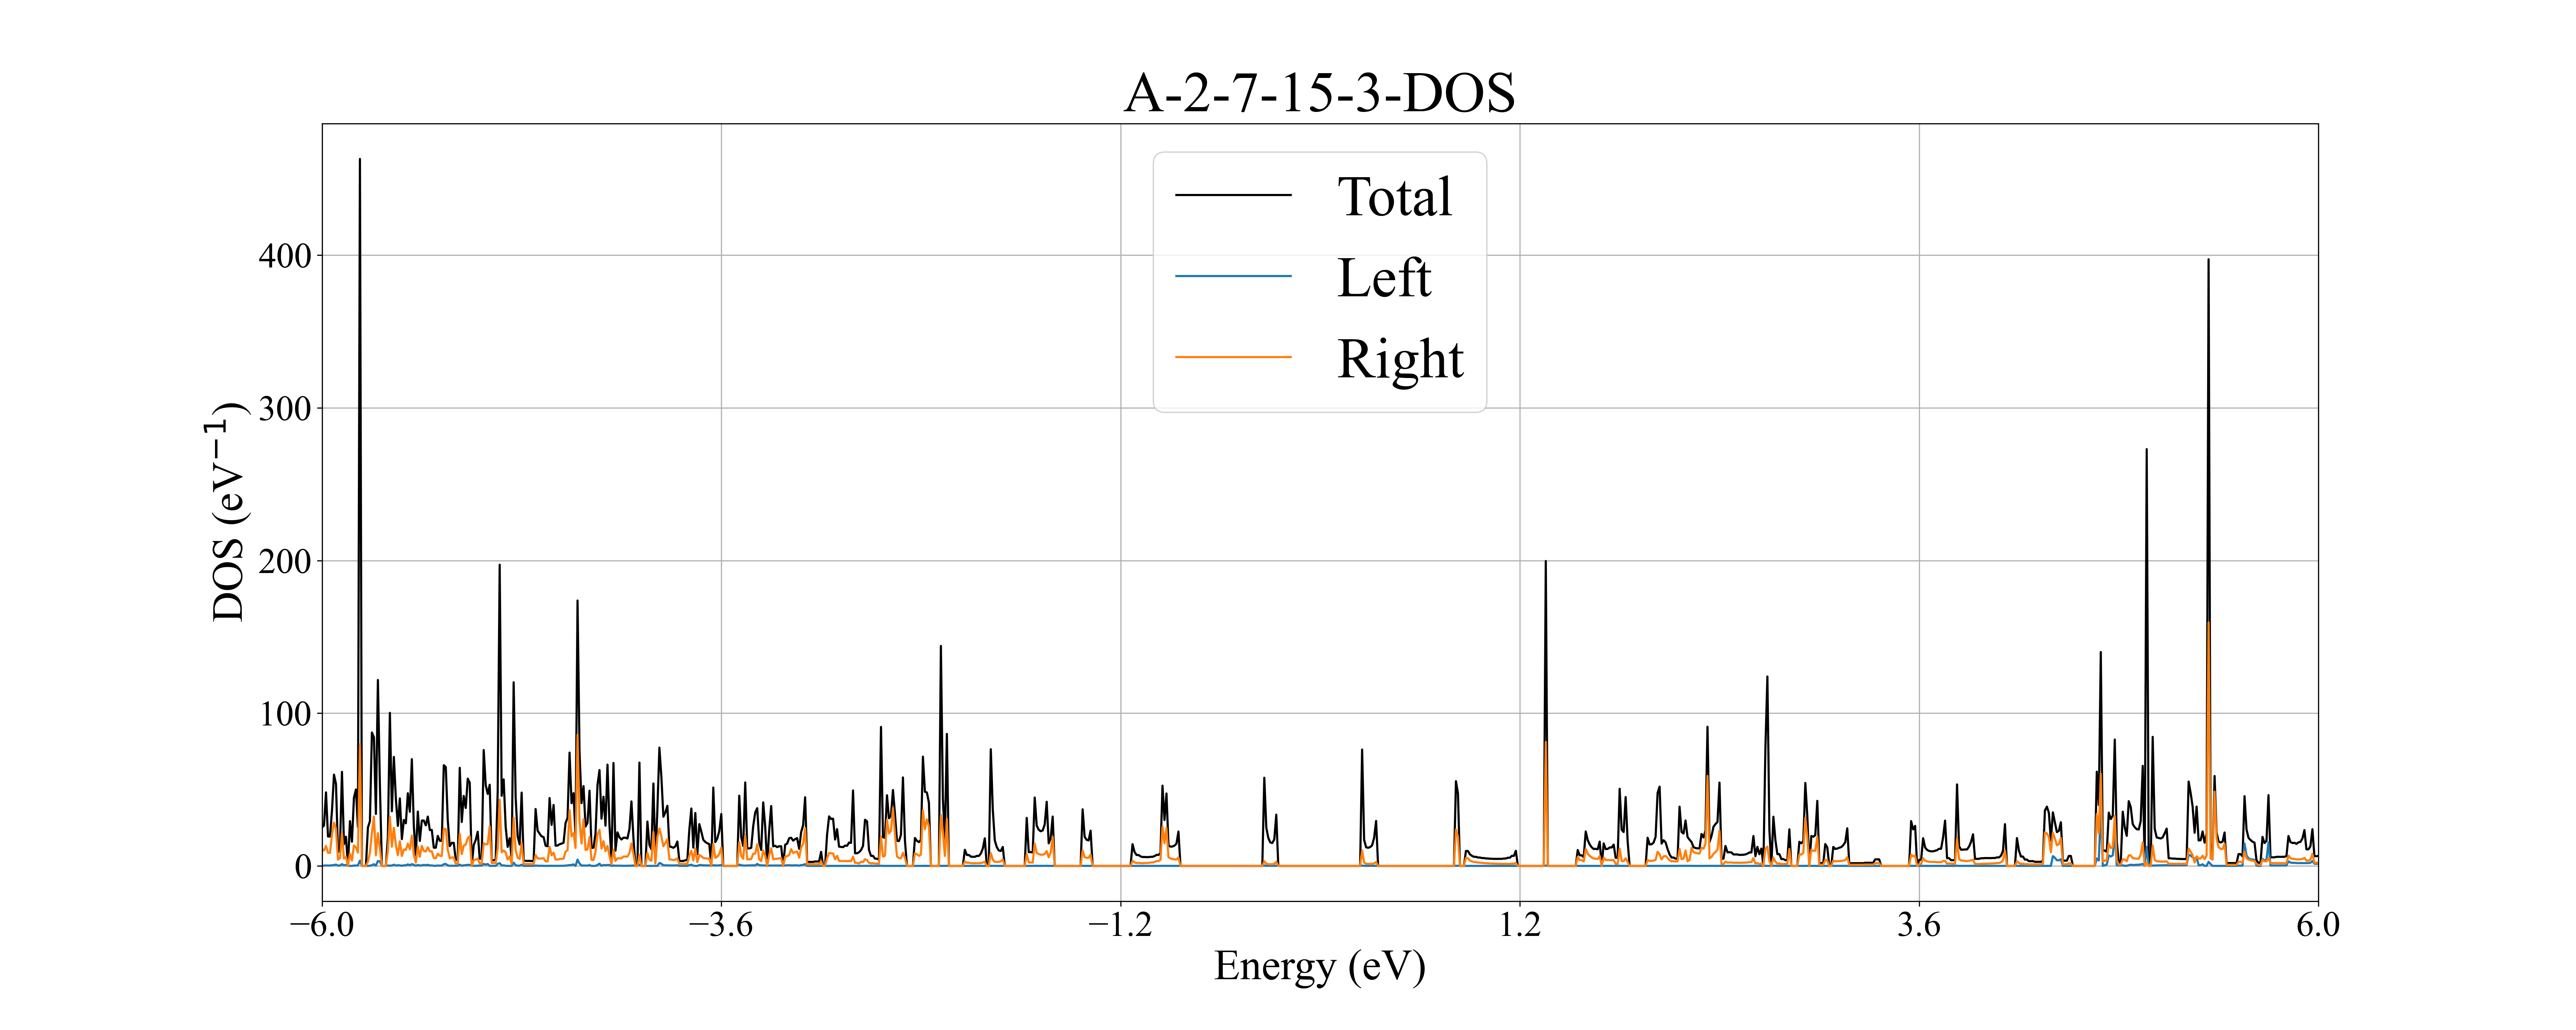 A-2-7-15-3-DOS
Total
Left
Right
DOS (eV⁻¹)
400
300
200
100
0
−6.0 −3.6 −1.2 1.2 3.6 6.0
Energy (eV)